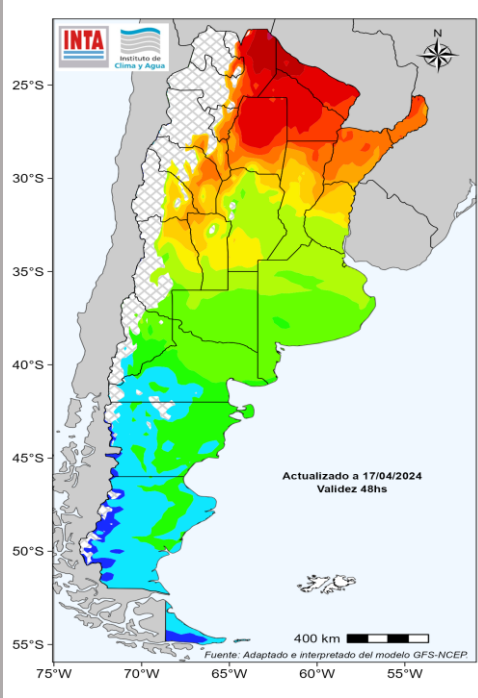 INTA
Instituto de
Clima y Agua
N
25°S
30°S
35°S
40°S
45°S
Actualizado a 17/04/2024
Validez 48hs
50°S
400 km
55°S
Fuente: Adaptado e interpretado del modelo GFS-NCEP.
75°W 70°W 65°W 60°W 55°W